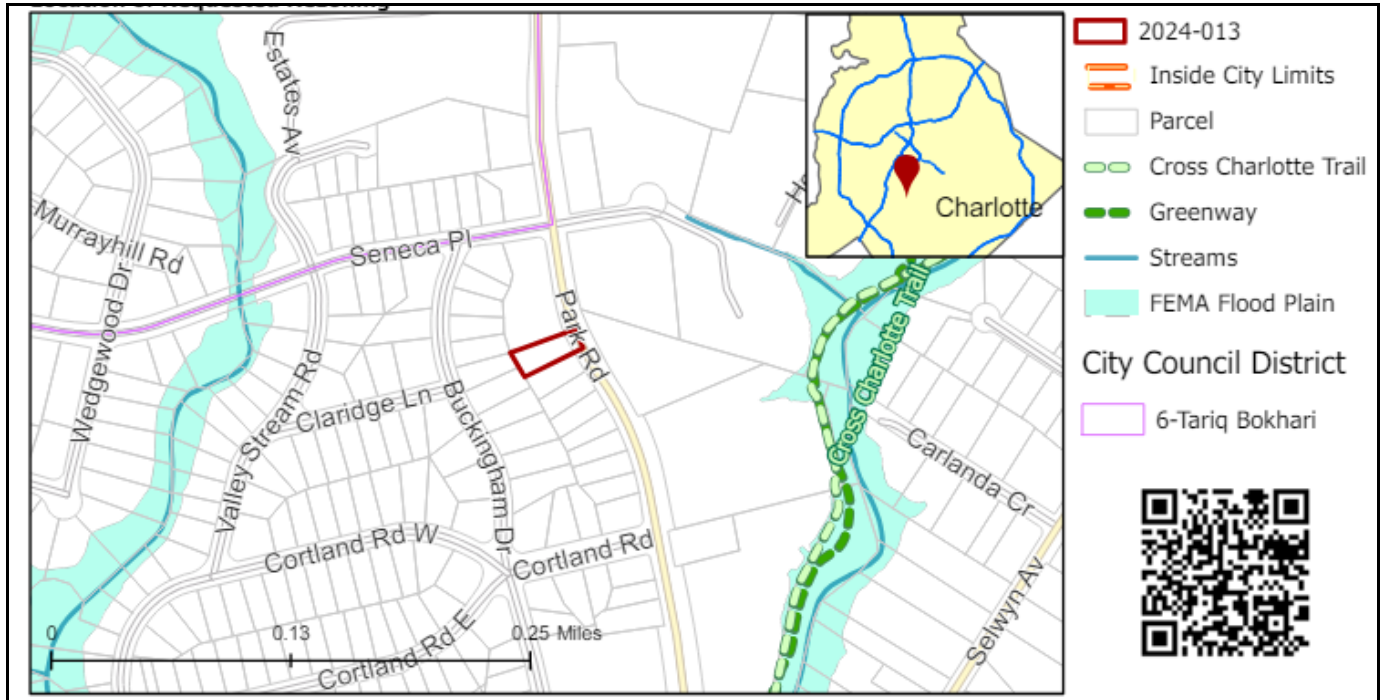 Estates Av
Murrayhill Rd
Wedgewood Dr
Seneca Pl
Valley Stream Rd
Claridge Ln
Buckingham Dr
Park Rd
Cortland Rd W
Cortland Rd
Cortland Rd E
Cross Charlotte Trail
Cross Charlotte Trail
Carlanda Cr
Selwyn Av
Charlotte
0
0.13
0.25 Miles
2024-013
Inside City Limits
Parcel
Cross Charlotte Trail
Greenway
Streams
FEMA Flood Plain
City Council District
6-Tariq Bokhari